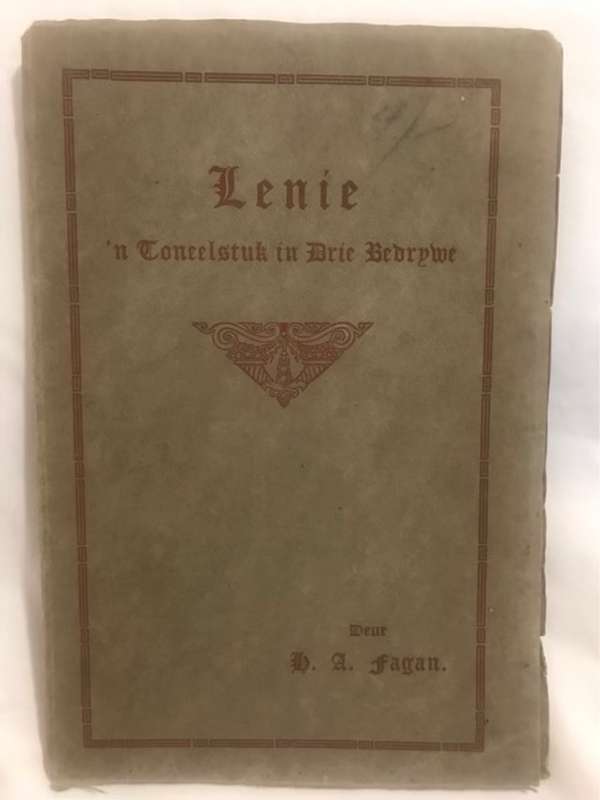 Lenie
'n Toneelstuk in Drie Bedrywe
Deur
H. A. Fagan.